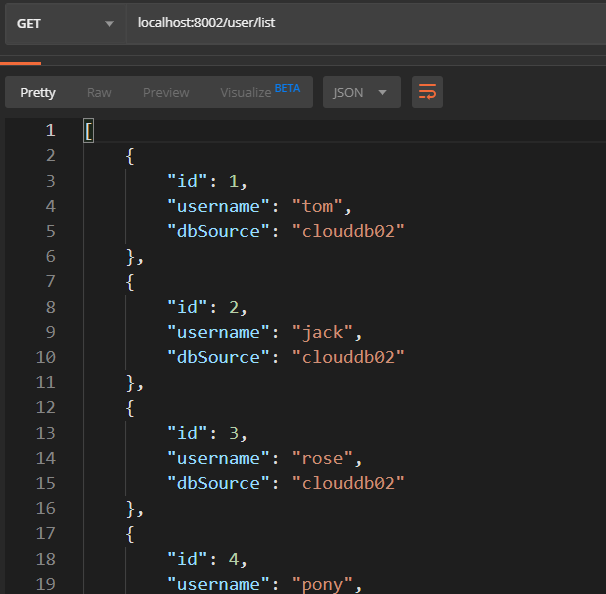 GET localhost:8002/user/list
Pretty Raw Preview Visualize BETA JSON
1 [
2 {
3 "id": 1,
4 "username": "tom",
5 "dbSource": "clouddb02"
6 },
7 {
8 "id": 2,
9 "username": "jack",
10 "dbSource": "clouddb02"
11 },
12 {
13 "id": 3,
14 "username": "rose",
15 "dbSource": "clouddb02"
16 },
17 {
18 "id": 4,
19 "username": "pony",